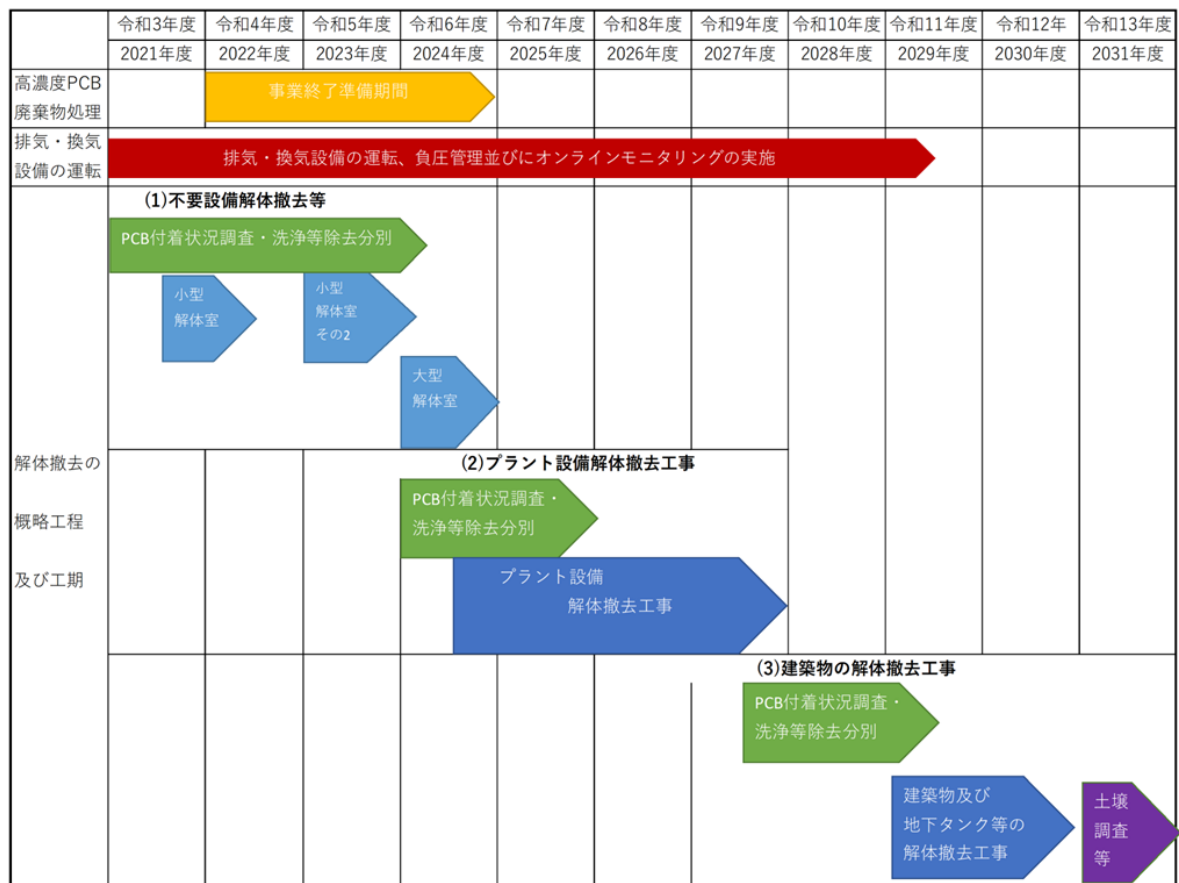 令和3年度 令和4年度 令和5年度 令和6年度 令和7年度 令和8年度 令和9年度 令和10年度 令和11年度 令和12年 令和13年度
2021年度 2022年度 2023年度 2024年度 2025年度 2026年度 2027年度 2028年度 2029年度 2030年度 2031年度
高濃度PCB
廃棄物処理
事業終了準備期間
排気・換気
設備の運転
排気・換気設備の運転、負圧管理並びにオンラインモニタリングの実施
解体撤去の
概略工程
及び工期
(1)不要設備解体撤去等
PCB付着状況調査・洗浄等除去分別
小型
解体室
小型
解体室
その2
大型
解体室
(2)プラント設備解体撤去工事
PCB付着状況調査・
洗浄等除去分別
プラント設備
解体撤去工事
(3)建築物の解体撤去工事
PCB付着状況調査・
洗浄等除去分別
建築物及び
地下タンク等の
解体撤去工事
土壌
調査
等